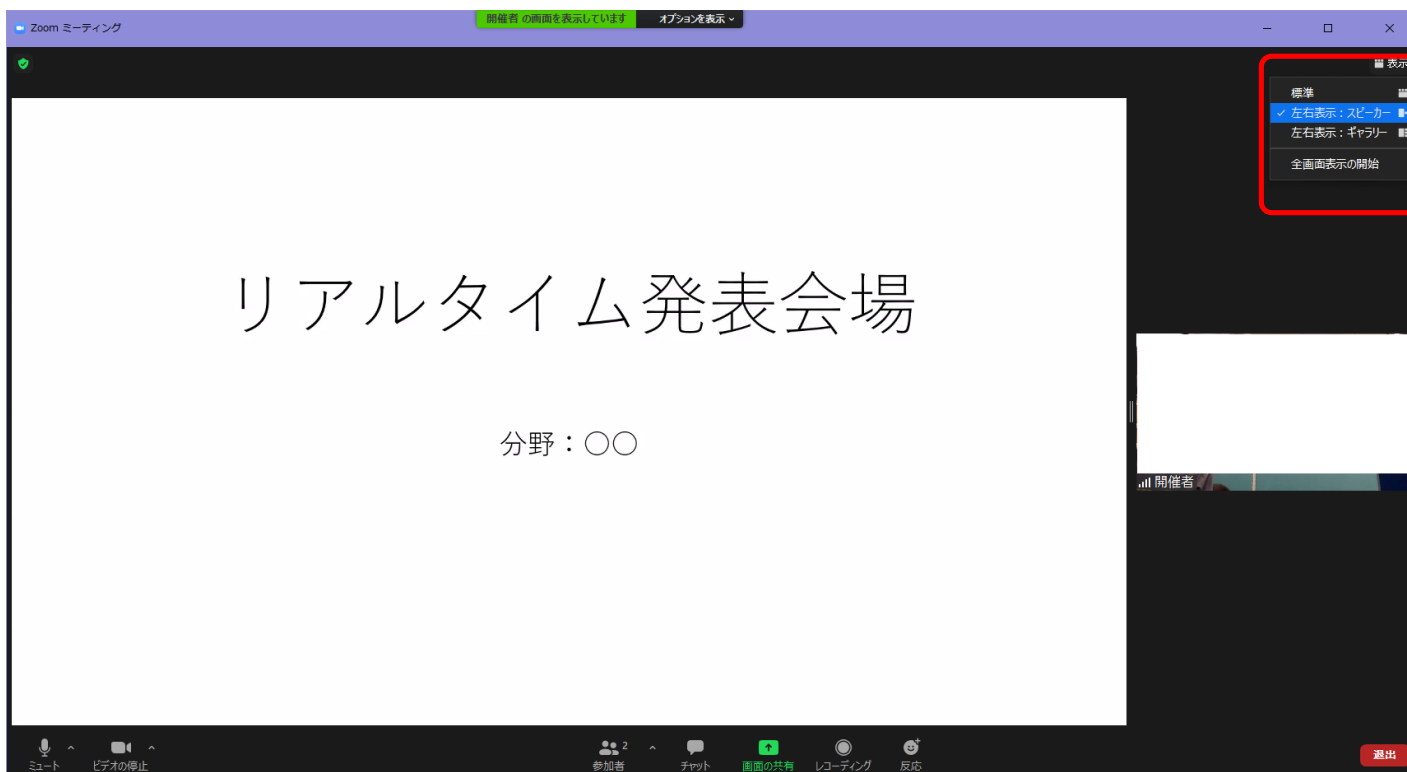 Zoom ミーティング
開催者 の画面を表示しています
オプションを表示
表示
標準
左右表示：スピーカー
左右表示：ギャラリー
全画面表示の開始
リアルタイム発表会場
分野：○○
開催者
ミュート
ビデオの停止
2
参加者
チャット
画面の共有
レコーディング
反応
退出